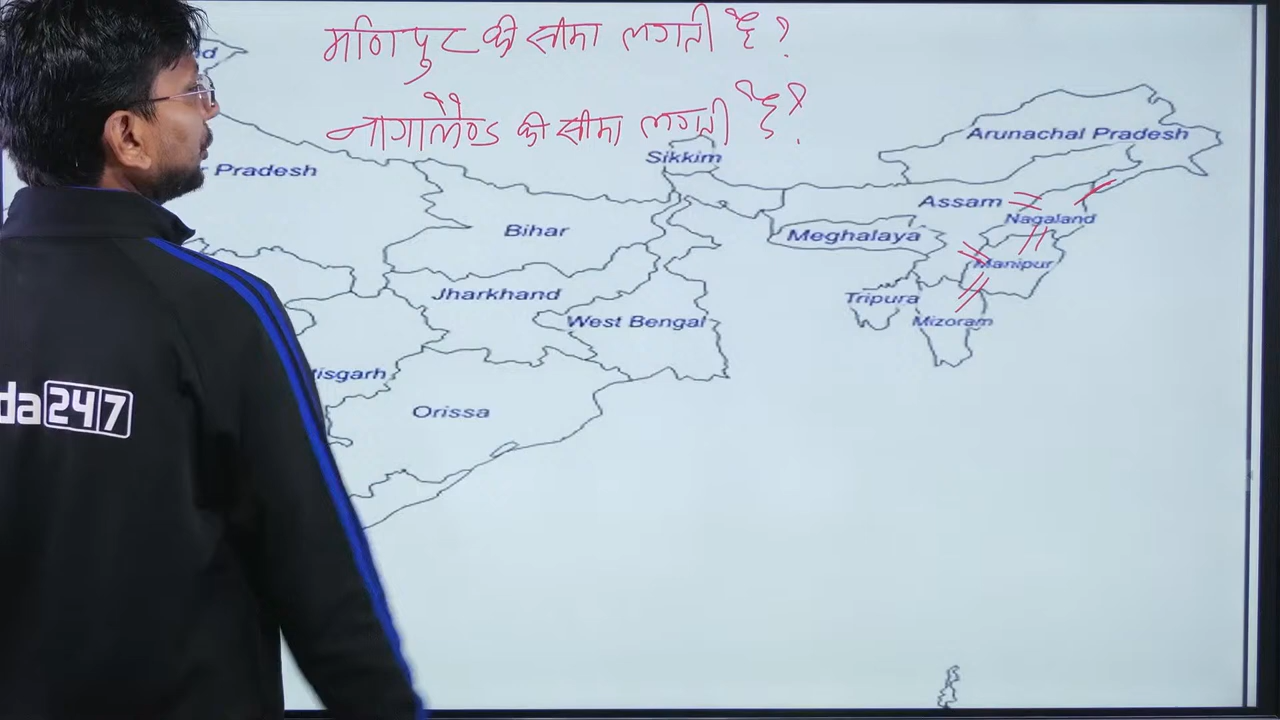 मणिपुर की सीमा लगती है?
नागालैण्ड की सीमा लगती है?
d
Pradesh
Sikkim
Arunachal Pradesh
Assam
Nagaland
Bihar
Meghalaya
Manipur
Jharkhand
Tripura
West Bengal
Mizoram
tisgarh
Orissa
da247